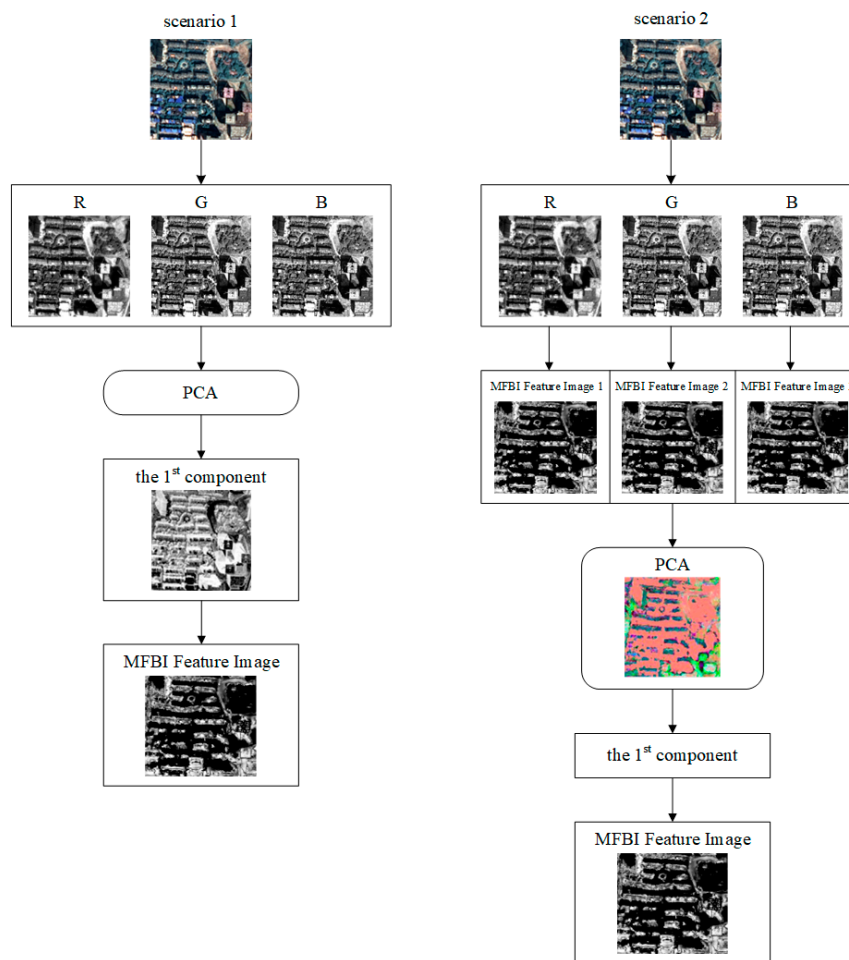 scenario 1
R G B
PCA
the 1st component
MFBI Feature Image
scenario 2
R G B
MFBI Feature Image 1 MFBI Feature Image 2 MFBI Feature Image
PCA
the 1st component
MFBI Feature Image